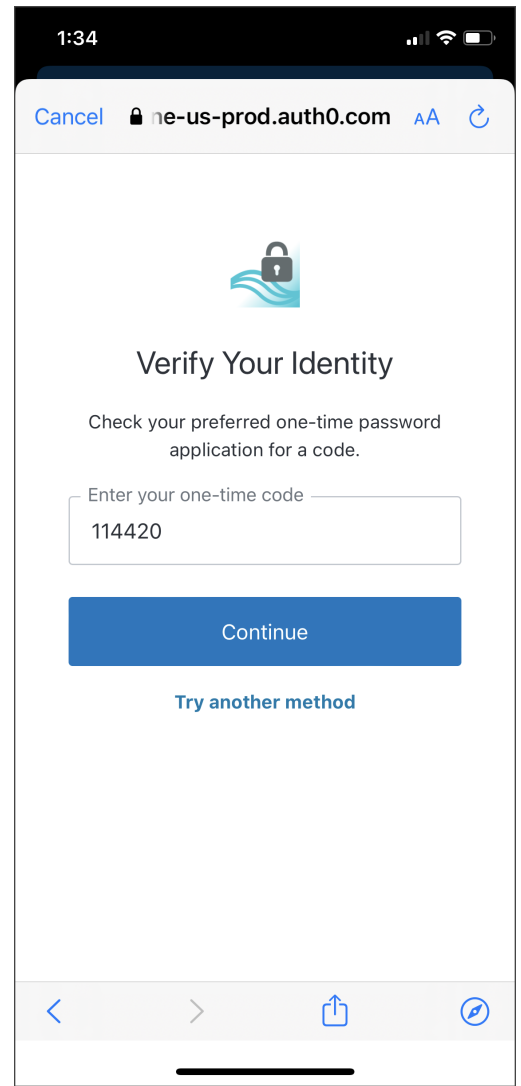 1:34
Cancel ne-us-prod.auth0.com AA
Verify Your Identity
Check your preferred one-time password
application for a code.
Enter your one-time code
114420
Continue
Try another method